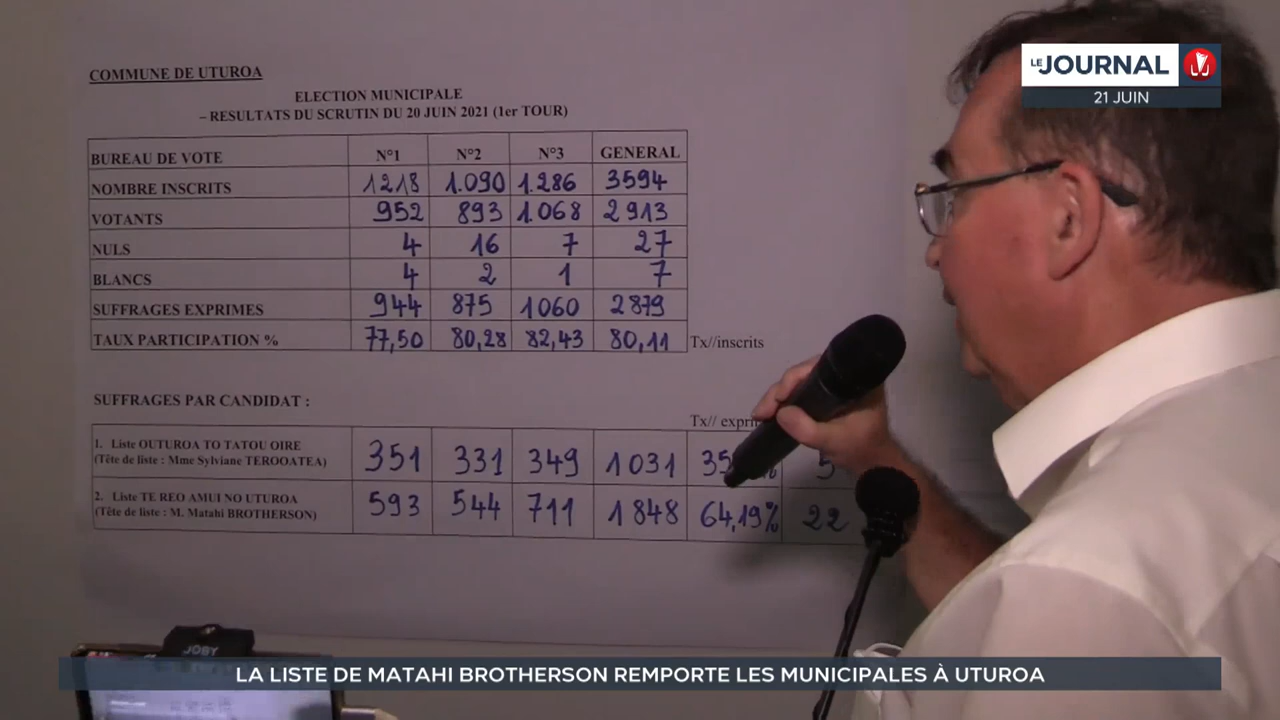 LE JOURNAL
21 JUIN
COMMUNE DE UTUROA
ELECTION MUNICIPALE
– RESULTATS DU SCRUTIN DU 20 JUIN 2021 (1er TOUR)
BUREAU DE VOTE N°1 N°2 N°3 GENERAL
NOMBRE INSCRITS 1218 1.090 1.286 3594
VOTANTS 952 893 1.068 2913
NULS 4 16 7 27
BLANCS 4 2 1 7
SUFFRAGES EXPRIMES 944 875 1060 2879
TAUX PARTICIPATION % 77,50 80,28 82,43 80,11 Tx//inscrits
SUFFRAGES PAR CANDIDAT :
Tx//
1. Liste OUTUROA TO TATOU OIRE
(Tête de liste : Mme Sylviane TEROOATEA) 351 331 349 1031
2. Liste TE REO AMUI NO UTUROA
(Tête de liste : M. Matahi BROTHERSON) 593 544 711 1848 64,19% 22
JOBY
LA LISTE DE MATAHI BROTHERSON REMPORTE LES MUNICIPALES À UTUROA